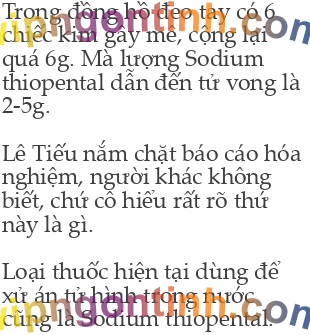 Trong đồng hồ đeo tay có 6
chiếc kim gây mê, cộng lại
quá 6g. Mà lượng Sodium
thiopental dẫn đến tử vong là
2-5g.
Lê Tiếu nắm chặt báo cáo hóa
nghiệm, người khác không
biết, chứ cô hiểu rất rõ thứ
này là gì.
Loại thuốc hiện tại dùng để
xử án tử hình trong nước
cũng là Sodium thiopental.
vipngontinh.com
vipngontinh.com